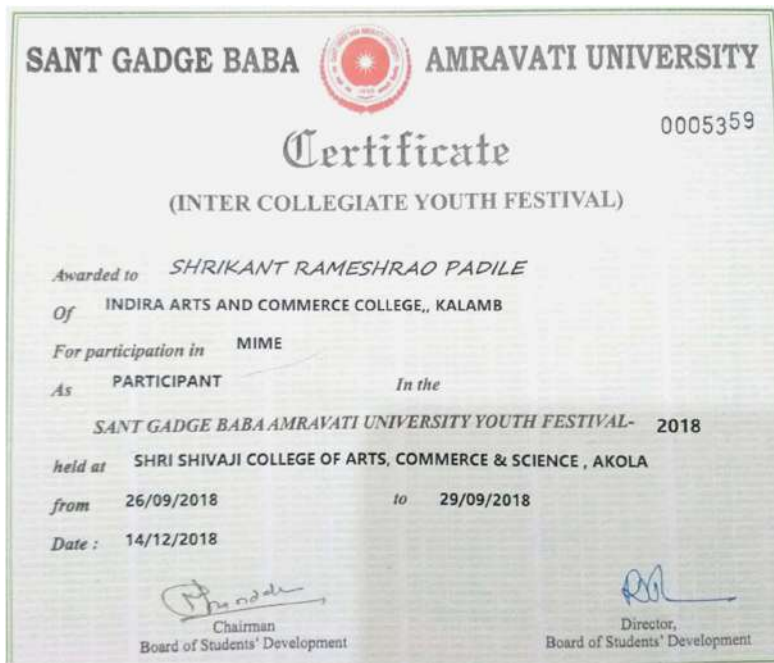 SANT GADGE BABA AMRAVATI UNIVERSITY
0005359
Certificate
(INTER COLLEGIATE YOUTH FESTIVAL)
Awarded to SHRIKANT RAMESHRAO PADILE
Of INDIRA ARTS AND COMMERCE COLLEGE,, KALAMB
For participation in MIME
As PARTICIPANT In the
SANT GADGE BABA AMRAVATI UNIVERSITY YOUTH FESTIVAL- 2018
held at SHRI SHIVAJI COLLEGE OF ARTS, COMMERCE & SCIENCE , AKOLA
from 26/09/2018 to 29/09/2018
Date : 14/12/2018
Chairman Director,
Board of Students' Development Board of Students' Development